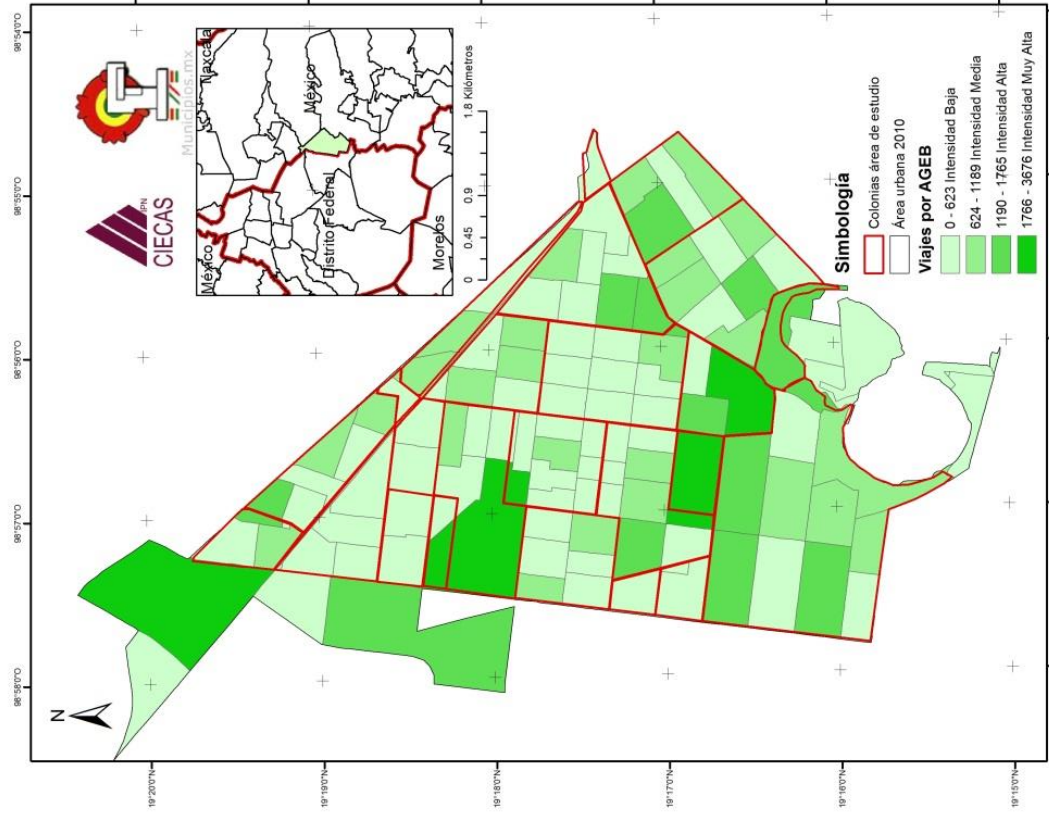 98°58'0"O
98°57'0"O
98°56'0"O
98°55'0"O
98°54'0"O
N
19°20'0"N
19°19'0"N
19°18'0"N
19°17'0"N
19°16'0"N
19°15'0"N
CIECAS
IPN
Municipios.mx
México
Tlaxcala
México
Distrito Federal
Morelos
0 0.45 0.9 1.8 Kilómetros
Simbología
Colonias área de estudio
Área urbana 2010
Viajes por AGEB
0 - 623 Intensidad Baja
624 - 1189 Intensidad Media
1190 - 1765 Intensidad Alta
1766 - 3676 Intensidad Muy Alta